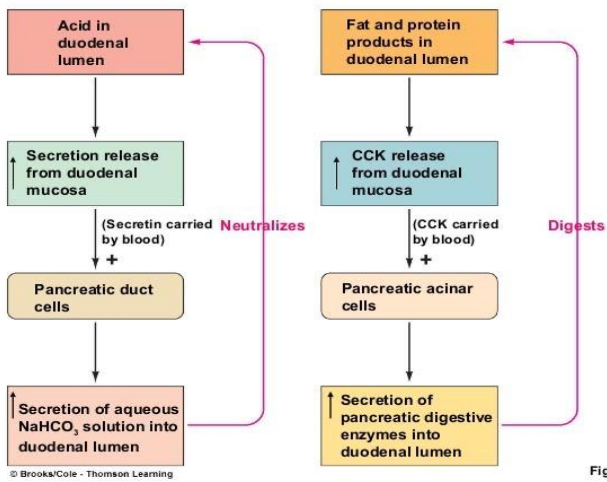 Acid in
duodenal
lumen
Secretion release
from duodenal
mucosa
(Secretin carried
by blood)
+
Neutralizes
Pancreatic duct
cells
Secretion of aqueous
NaHCO₃ solution into
duodenal lumen
Fat and protein
products in
duodenal lumen
CCK release
from duodenal
mucosa
(CCK carried
by blood)
+
Digests
Pancreatic acinar
cells
Secretion of
pancreatic digestive
enzymes into
duodenal lumen
© Brooks/Cole - Thomson Learning
Fig